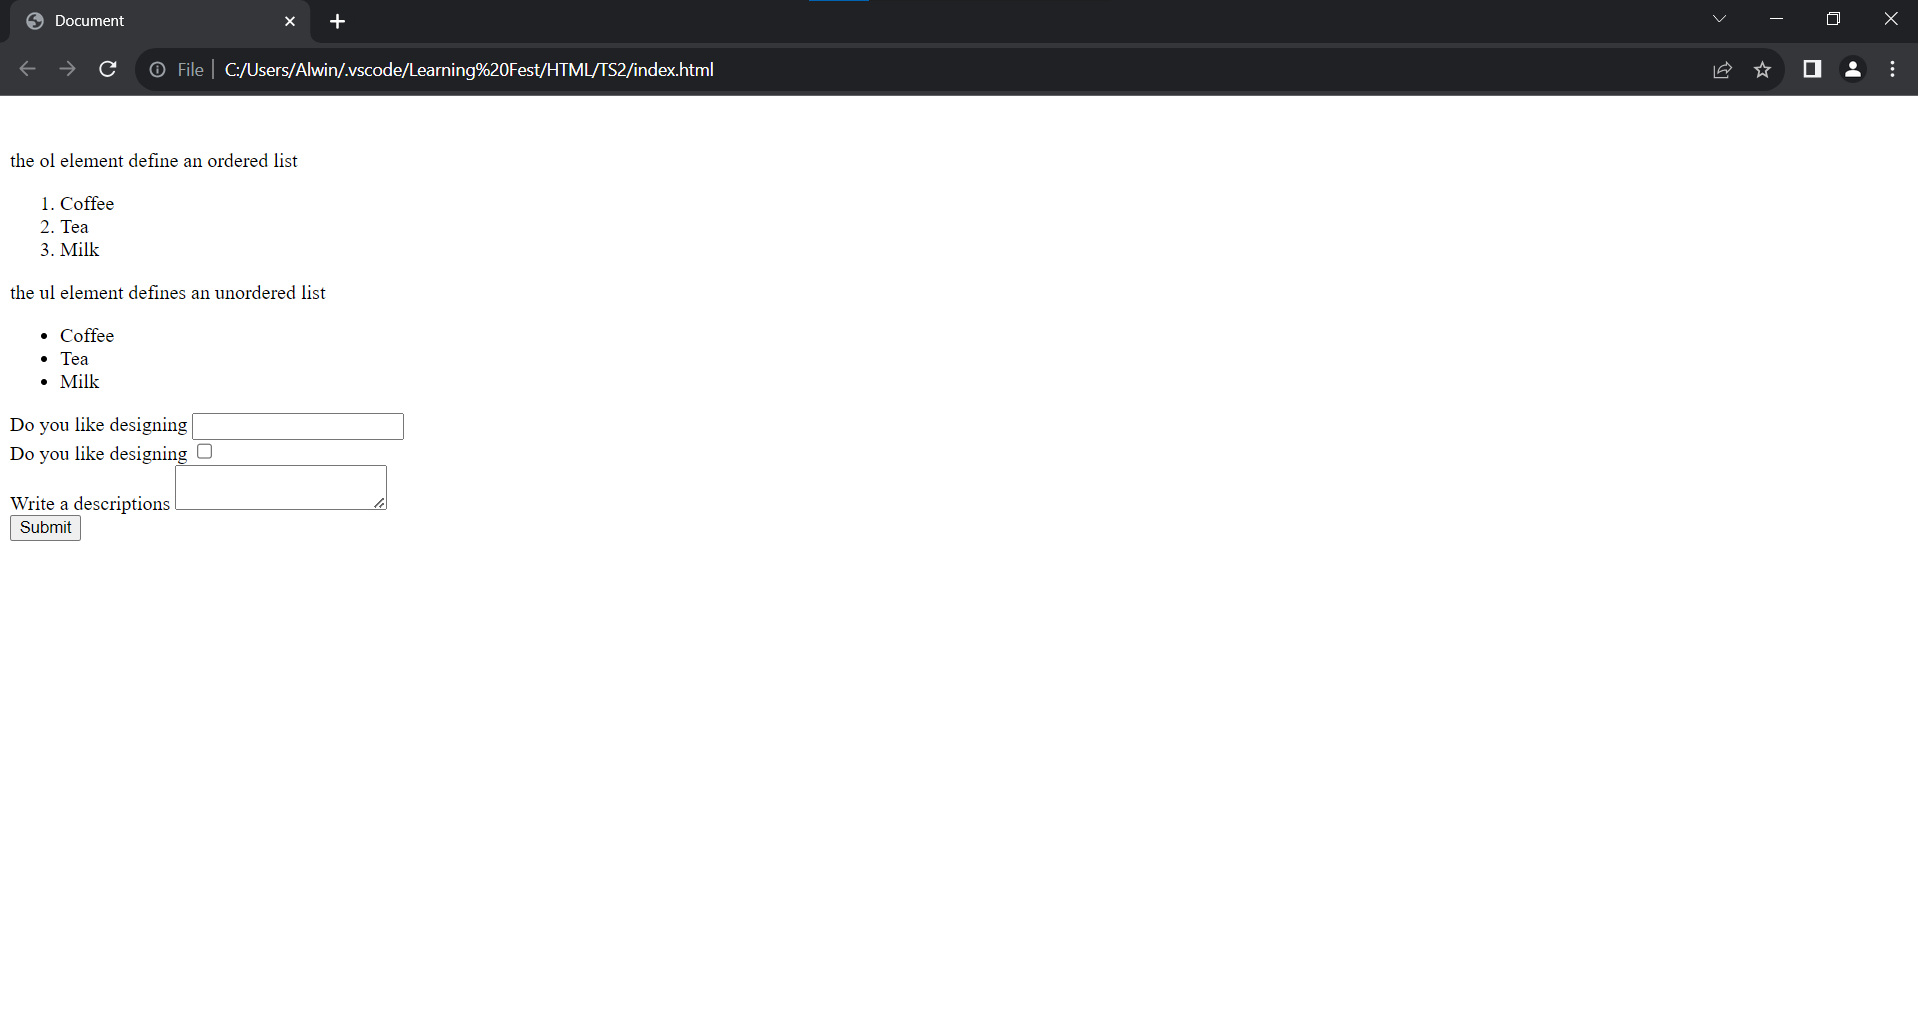 Document
File C:/Users/Alwin/.vscode/Learning%20Fest/HTML/TS2/index.html
the ol element define an ordered list
1. Coffee
2. Tea
3. Milk
the ul element defines an unordered list
• Coffee
• Tea
• Milk
Do you like designing
Do you like designing
Write a descriptions
Submit